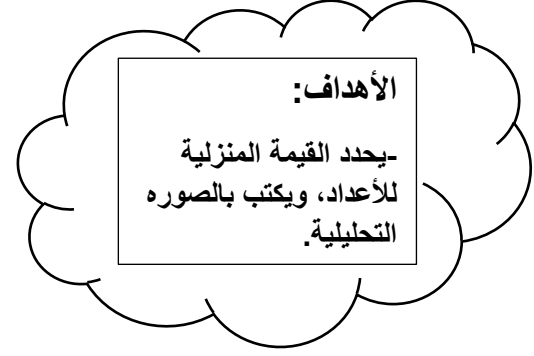 الأهداف:
-يحدد القيمة المنزلية
للأعداد، ويكتب بالصوره
التحليلية.